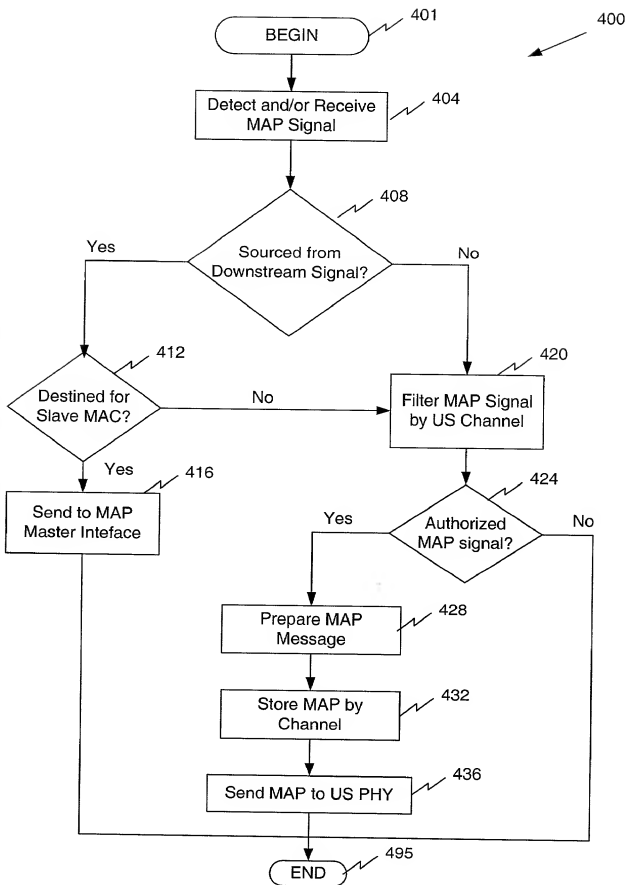 BEGIN
401
400
Detect and/or Receive
MAP Signal
404
408
Sourced from
Downstream Signal?
Yes
No
412
Destined for
Slave MAC?
No
420
Filter MAP Signal
by US Channel
Yes
416
Send to MAP
Master Inteface
424
Authorized
MAP signal?
Yes
No
Prepare MAP
Message
428
Store MAP by
Channel
432
Send MAP to US PHY
436
END
495